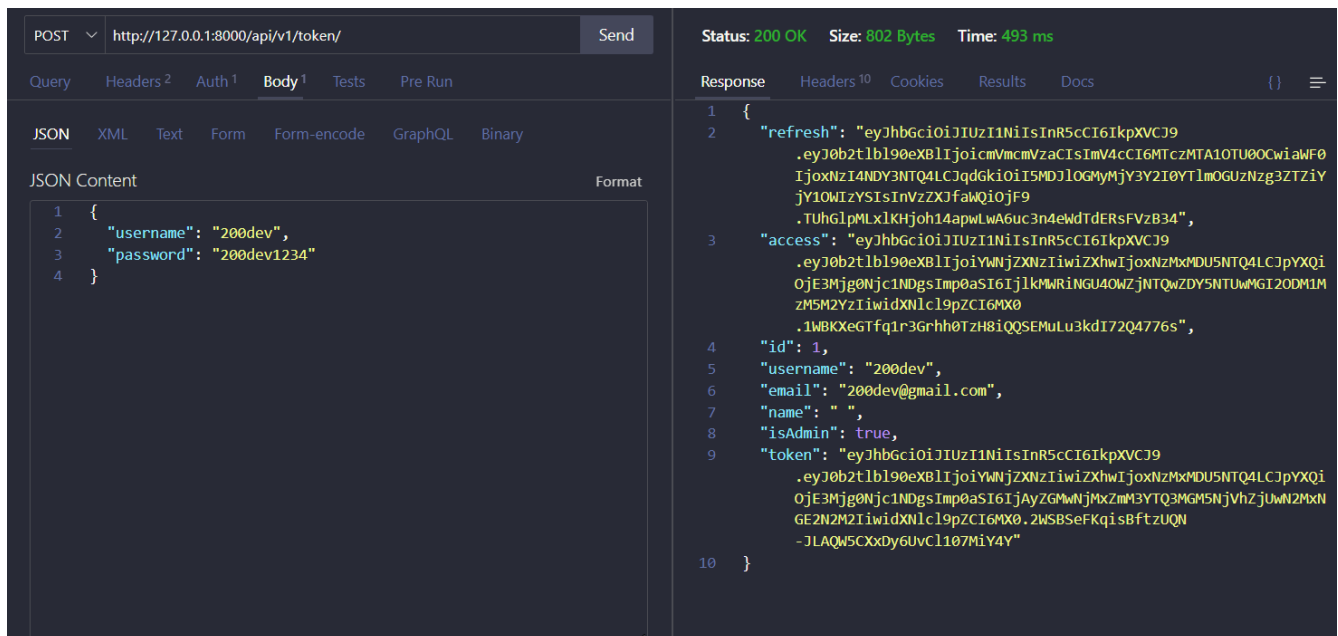 POST http://127.0.0.1:8000/api/v1/token/ Send
Query Headers 2 Auth 1 Body 1 Tests Pre Run
JSON XML Text Form Form-encode GraphQL Binary
JSON Content Format
1 {
2 "username": "200dev",
3 "password": "200dev1234"
4 }
Status: 200 OK Size: 802 Bytes Time: 493 ms
Response Headers 10 Cookies Results Docs {}
1 {
2 "refresh": "eyJhbGciOiJIUzI1NiIsInR5cCI6IkpXVCJ9
.eyJ0b2tlbl90eXBlIjoicmVmcmVzaCIsImV4cCI6MTczMTA1OTU0OCwiaWF0
IjoxNzI4NDY3NTQ4LCJqdGkiOiI5MDJlOGMyMjY3Y2I0YTlmOGUzNzg3ZTZiY
jY1OWIzYSIsInVzZXJfaWQiOjF9
.TUhGlpMLxlKHjoh14apwLwA6uc3n4eWdTdERsFVzB34",
3 "access": "eyJhbGciOiJIUzI1NiIsInR5cCI6IkpXVCJ9
.eyJ0b2tlbl90eXBlIjoiYWNjZXNzIiwiZXhwIjoxNzMxMDU5NTQ4LCJpYXQi
OjE3Mjg0Njc1NDgsImp0aSI6IjlkMWRiNGU4OWZjNTQwZDY5NTUwMGI2ODM1M
zM5M2YzIiwidXNlcl9pZCI6MX0
.1WBKXeGTfq1r3Grhh0TzH8iQQSEMuLu3kdI72Q4776s",
4 "id": 1,
5 "username": "200dev",
6 "email": "200dev@gmail.com",
7 "name": " ",
8 "isAdmin": true,
9 "token": "eyJhbGciOiJIUzI1NiIsInR5cCI6IkpXVCJ9
.eyJ0b2tlbl90eXBlIjoiYWNjZXNzIiwiZXhwIjoxNzMxMDU5NTQ4LCJpYXQi
OjE3Mjg0Njc1NDgsImp0aSI6IjAyZGMwNjMxZmM3YTQ3MGM5NjVhZjUwN2MxN
GE2N2M2IiwidXNlcl9pZCI6MX0.2WSBSeFKqisBftzUQN
-JLAQW5CXxDy6UvCl107MiY4Y"
10 }